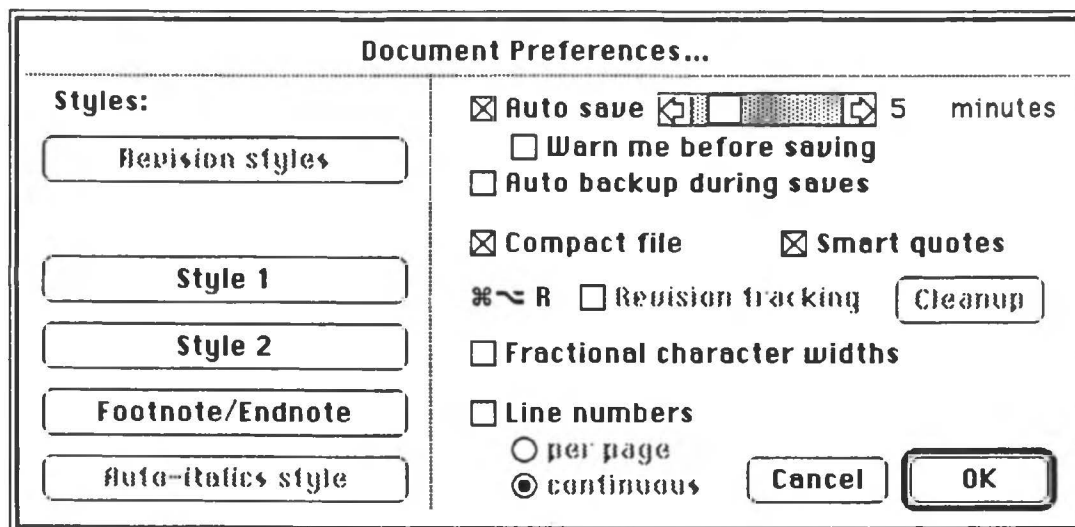 Document Preferences...
Styles:
Revision styles
Style 1
Style 2
Footnote/Endnote
Auto-italics style
Auto save 5 minutes
Warn me before saving
Auto backup during saves
Compact file Smart quotes
⌘⌥ R Revision tracking Cleanup
Fractional character widths
Line numbers
per page
continuous
Cancel OK